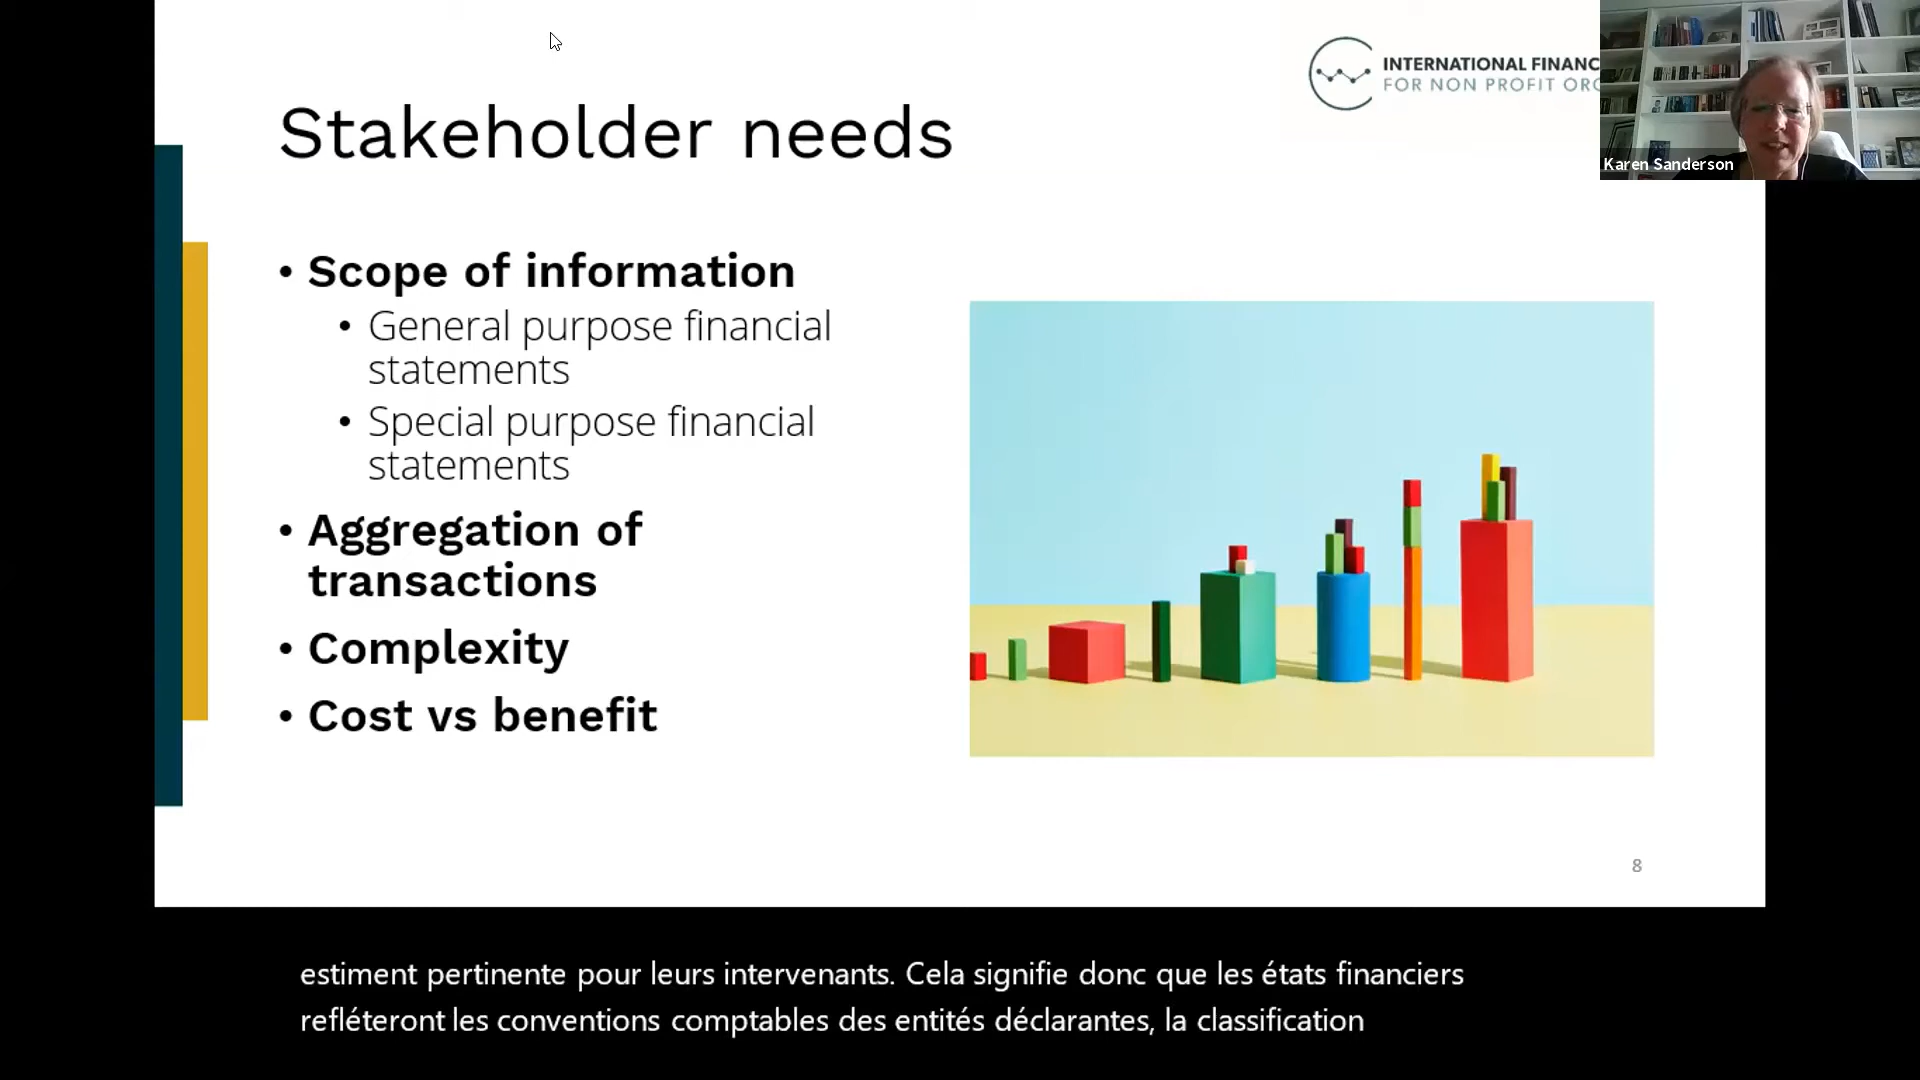 INTERNATIONAL FINANC
FOR NON PROFIT ORG
Karen Sanderson
Stakeholder needs
• Scope of information
• General purpose financial
statements
• Special purpose financial
statements
• Aggregation of
transactions
• Complexity
• Cost vs benefit
8
estiment pertinente pour leurs intervenants. Cela signifie donc que les états financiers
refléteront les conventions comptables des entités déclarantes, la classification